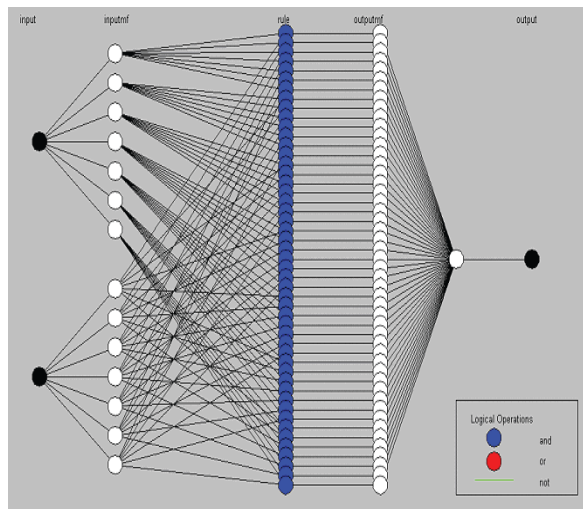 input inputmf rule outputmf output
Logical Operations
and
or
not